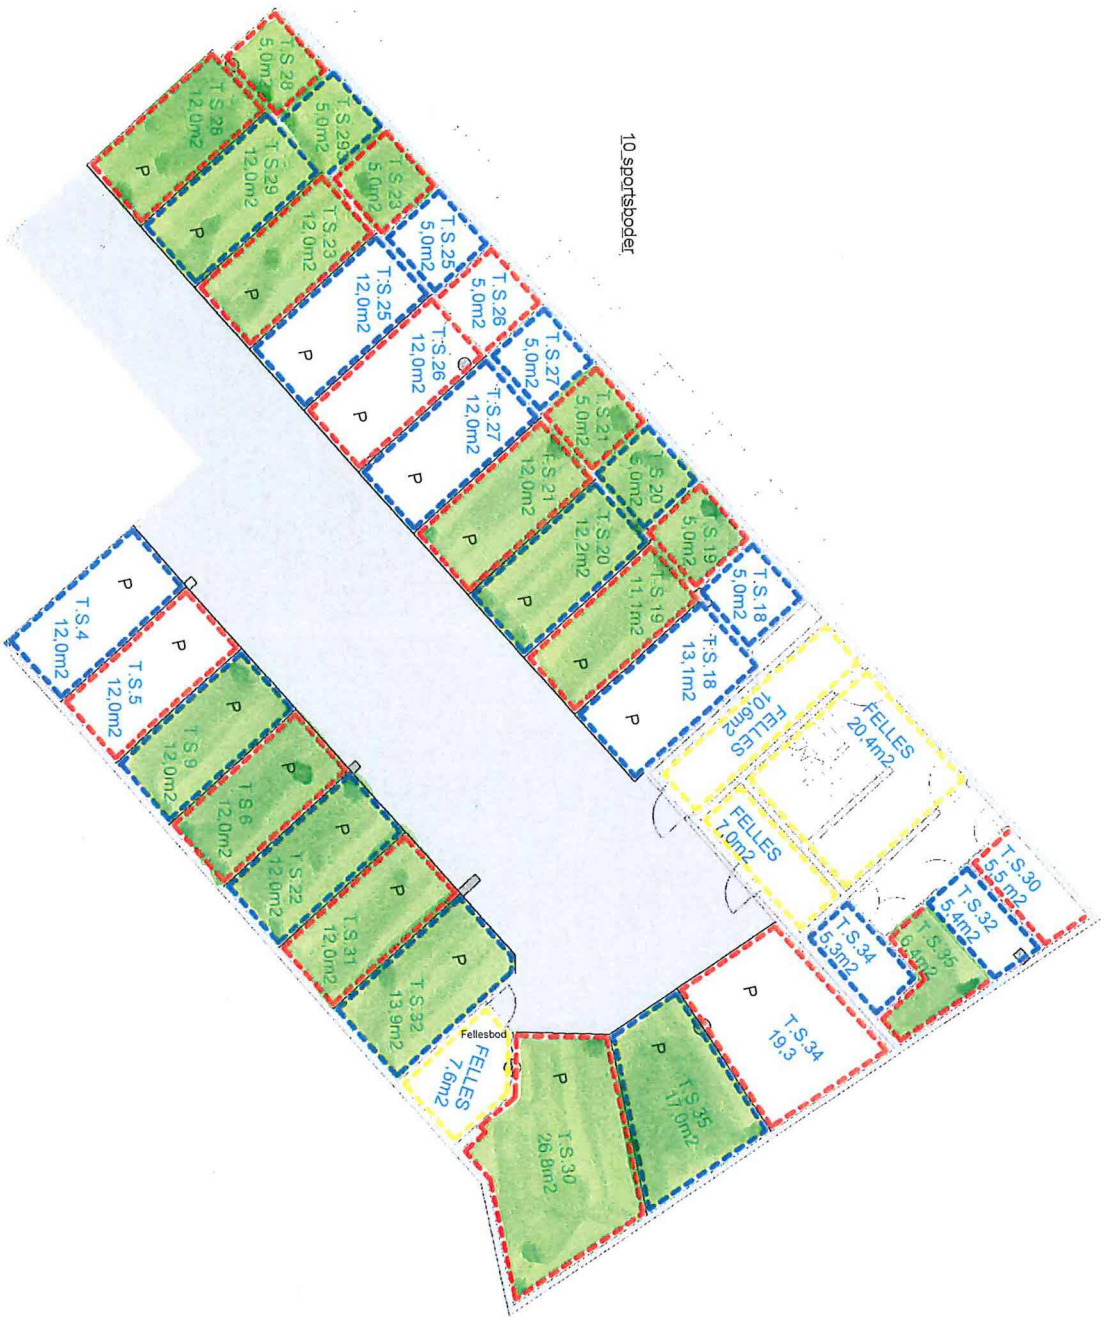 10 sportsboder
T.S.28
5,0m2
T.S.28
12,0m2
P
T.S.29
5,0m2
T.S.29
12,0m2
P
T.S.23
5,0m2
T.S.23
12,0m2
P
T.S.25
5,0m2
T.S.25
12,0m2
P
T.S.26
5,0m2
T.S.26
12,0m2
P
T.S.27
5,0m2
T.S.27
12,0m2
P
T.S.21
5,0m2
T.S.21
12,0m2
P
T.S.20
5,0m2
T.S.20
12,2m2
P
T.S.19
5,0m2
T.S.19
11,1m2
P
T.S.18
5,0m2
T.S.18
13,1m2
P
FELLES
10,6m2
FELLES
20,4m2
FELLES
7,0m2
T.S.30
5,5 m2
T.S.32
5,4m2
T.S.35
6,4m2
T.S.34
5,3m2
P
T.S.4
12,0m2
P
T.S.5
12,0m2
P
T.S.9
12,0m2
P
T.S.6
12,0m2
P
T.S.22
12,0m2
P
T.S.31
12,0m2
P
T.S.32
13,9m2
Fellesbod
FELLES
7,6m2
P
T.S.30
26,8m2
P
T.S.35
17,0m2
P
T.S.34
19,3